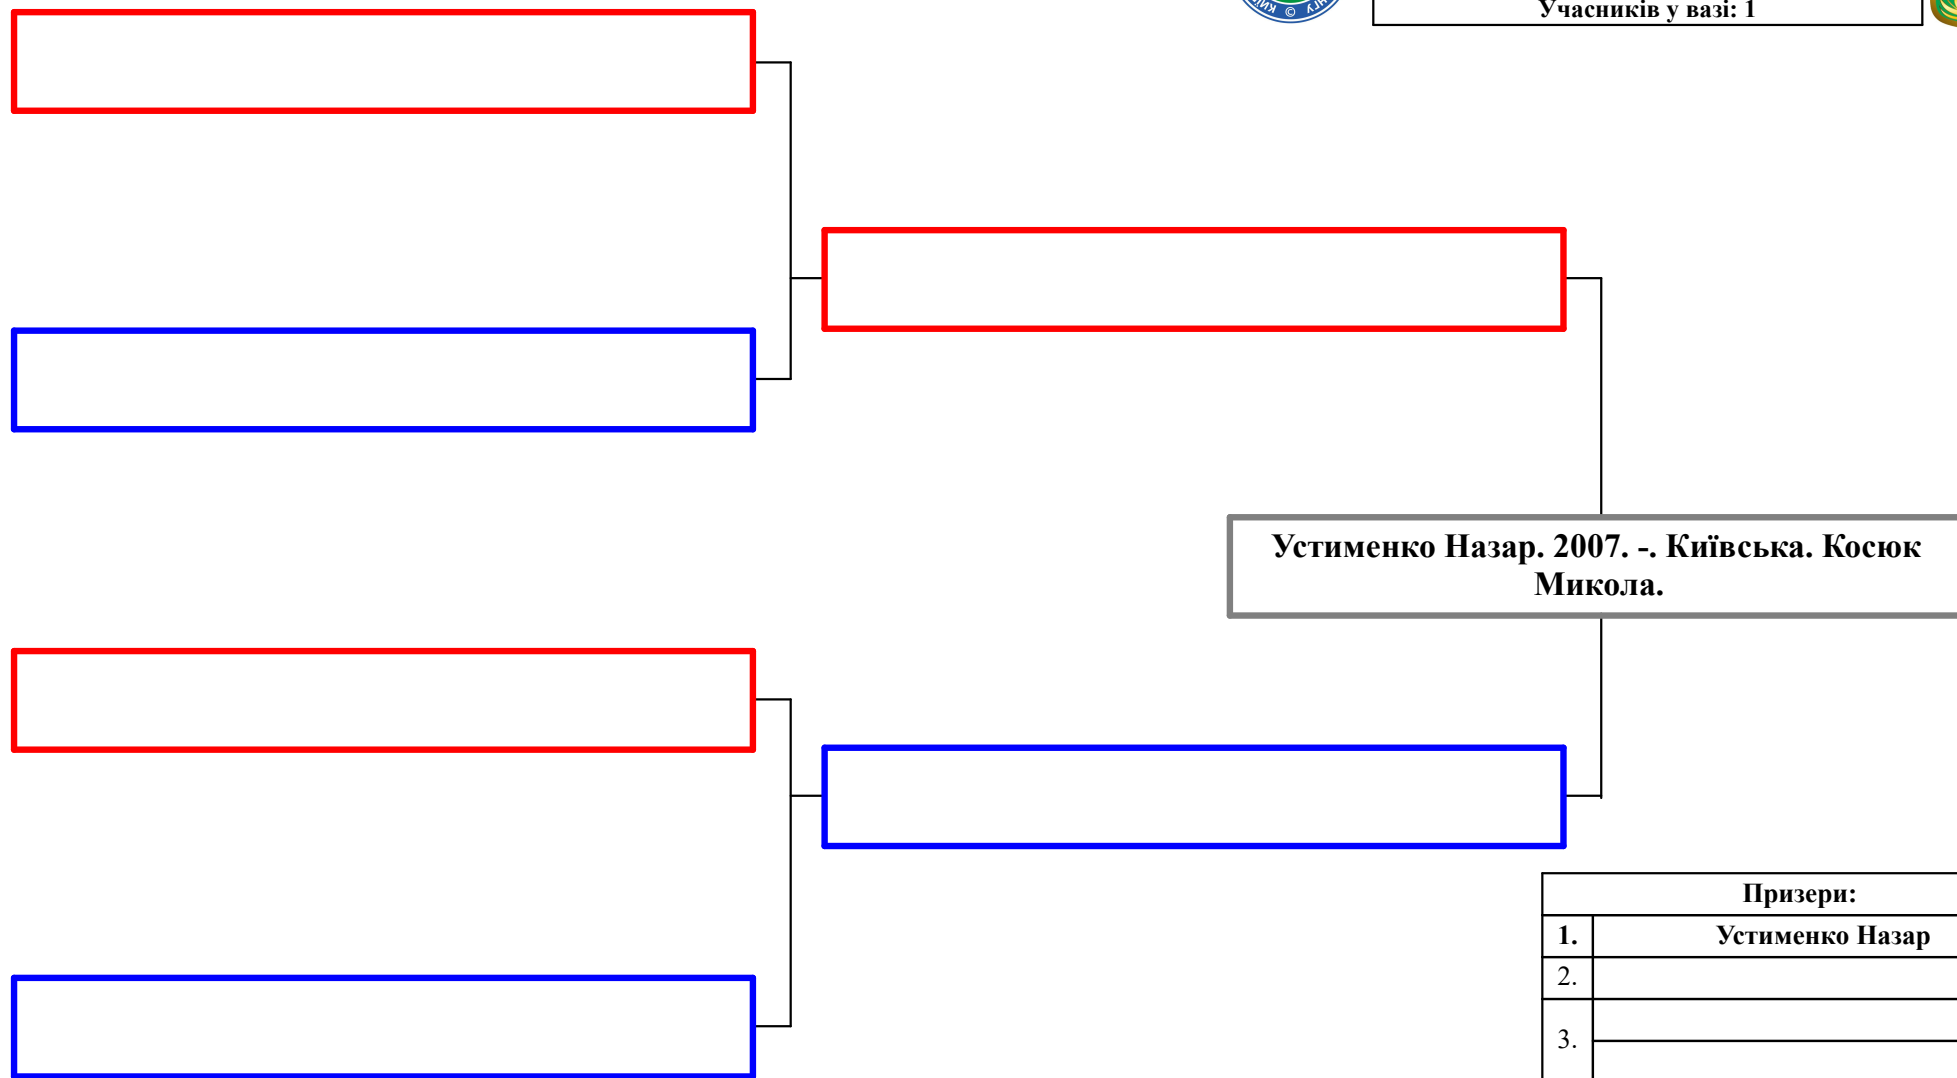 Учасників у вазі: 1
Устименко Назар. 2007. -. Київська. Косюк
Микола.
Призери:
1. Устименко Назар
2.
3.